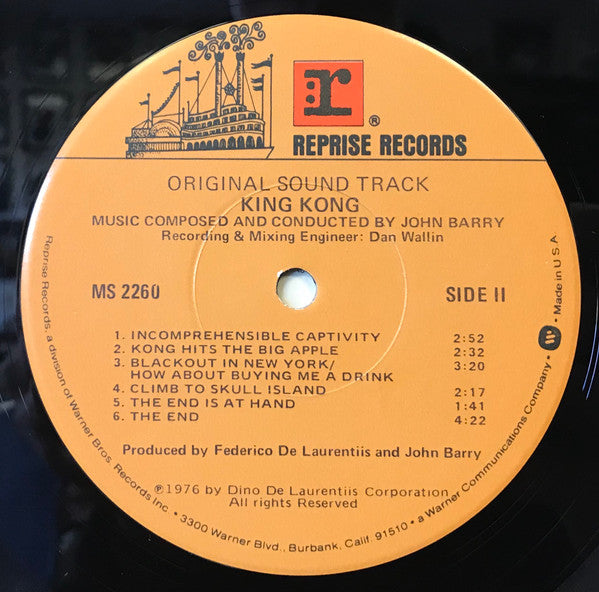 :r
®
REPRISE RECORDS
ORIGINAL SOUND TRACK
KING KONG
MUSIC COMPOSED AND CONDUCTED BY JOHN BARRY
Recording & Mixing Engineer: Dan Wallin
MS 2260
SIDE II
1. INCOMPREHENSIBLE CAPTIVITY 2:52
2. KONG HITS THE BIG APPLE 2:32
3. BLACKOUT IN NEW YORK/ 3:20
HOW ABOUT BUYING ME A DRINK
4. CLIMB TO SKULL ISLAND 2:17
5. THE END IS AT HAND 1:41
6. THE END 4:22
Produced by Federico De Laurentiis and John Barry
℗1976 by Dino De Laurentiis Corporation
All rights Reserved
Reprise Records, a division of Warner Bros. Records Inc. • 3300 Warner Blvd., Burbank, Calif. 91510 • a Warner Communications Company • W • Made in U.S.A.